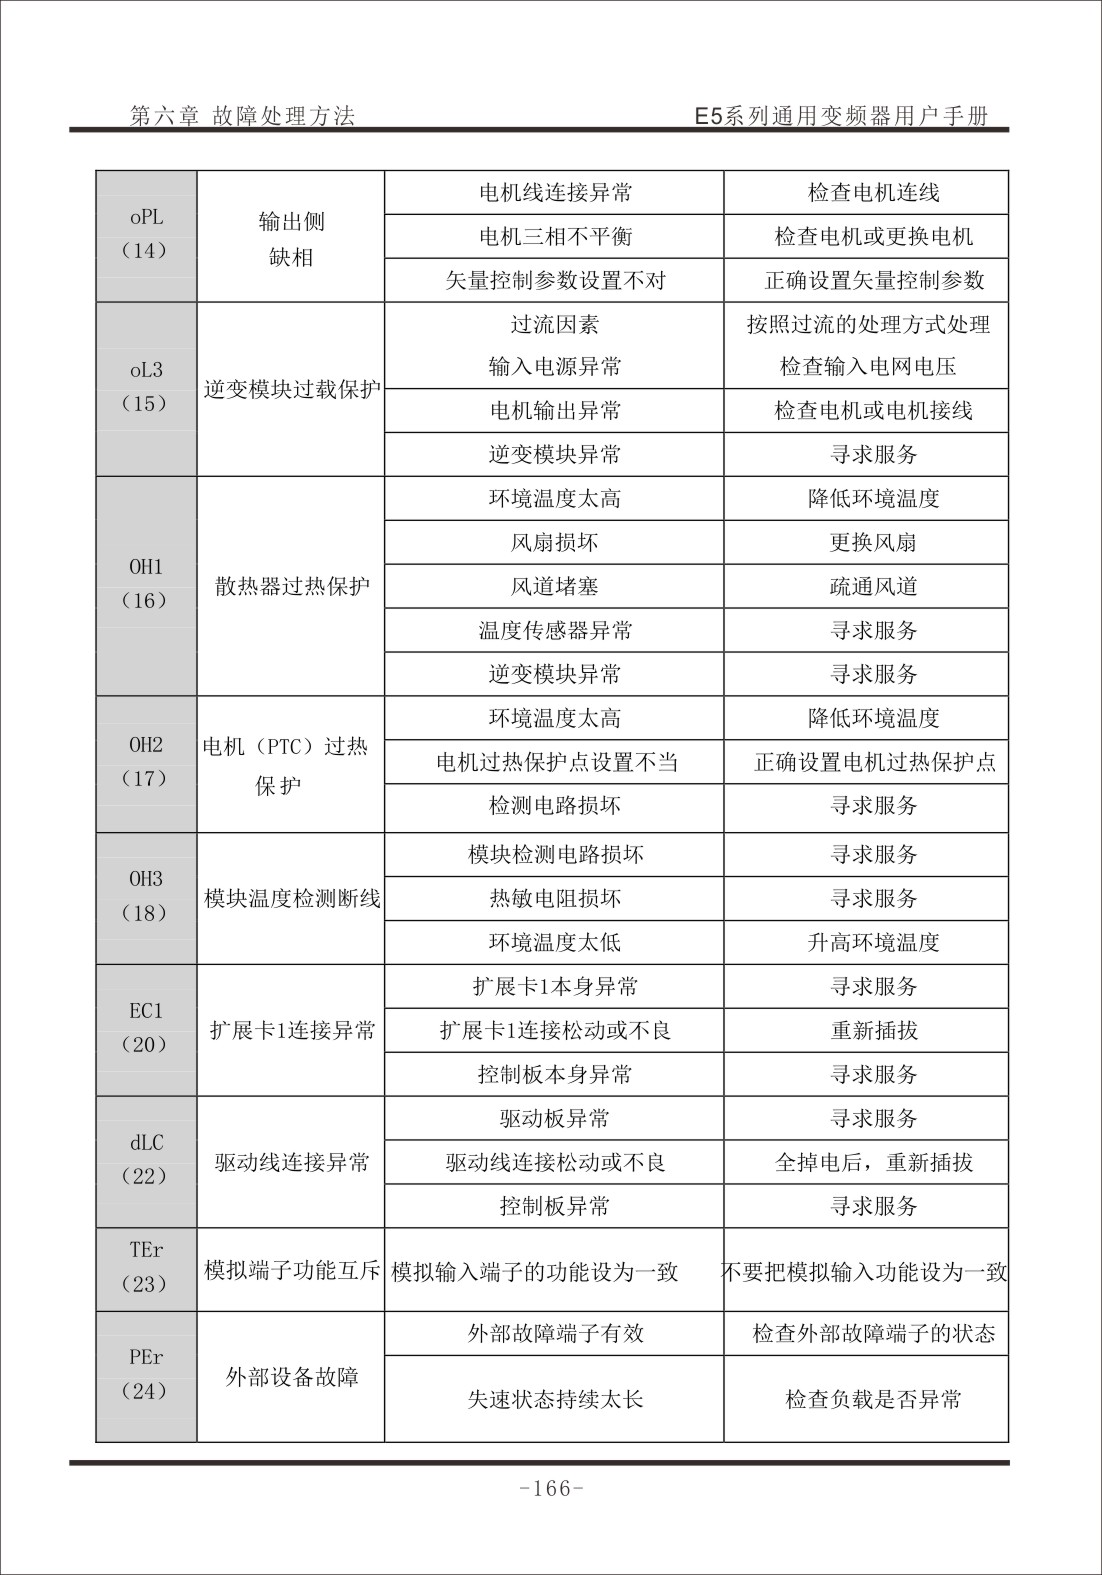 第六章 故障处理方法
E5系列通用变频器用户手册
oPL
（14）
输出侧
缺相
电机线连接异常
检查电机连线
电机三相不平衡
检查电机或更换电机
矢量控制参数设置不对
正确设置矢量控制参数
oL3
（15）
逆变模块过载保护
过流因素
按照过流的处理方式处理
输入电源异常
检查输入电网电压
电机输出异常
检查电机或电机接线
逆变模块异常
寻求服务
OH1
（16）
散热器过热保护
环境温度太高
降低环境温度
风扇损坏
更换风扇
风道堵塞
疏通风道
温度传感器异常
寻求服务
逆变模块异常
寻求服务
OH2
（17）
电机（PTC）过热
保护
环境温度太高
降低环境温度
电机过热保护点设置不当
正确设置电机过热保护点
检测电路损坏
寻求服务
OH3
（18）
模块温度检测断线
模块检测电路损坏
寻求服务
热敏电阻损坏
寻求服务
环境温度太低
升高环境温度
EC1
（20）
扩展卡1连接异常
扩展卡1本身异常
寻求服务
扩展卡1连接松动或不良
重新插拔
控制板本身异常
寻求服务
dLC
（22）
驱动线连接异常
驱动板异常
寻求服务
驱动线连接松动或不良
全掉电后，重新插拔
控制板异常
寻求服务
TEr
（23）
模拟端子功能互斥
模拟输入端子的功能设为一致
不要把模拟输入功能设为一致
PEr
（24）
外部设备故障
外部故障端子有效
检查外部故障端子的状态
失速状态持续太长
检查负载是否异常
-166-